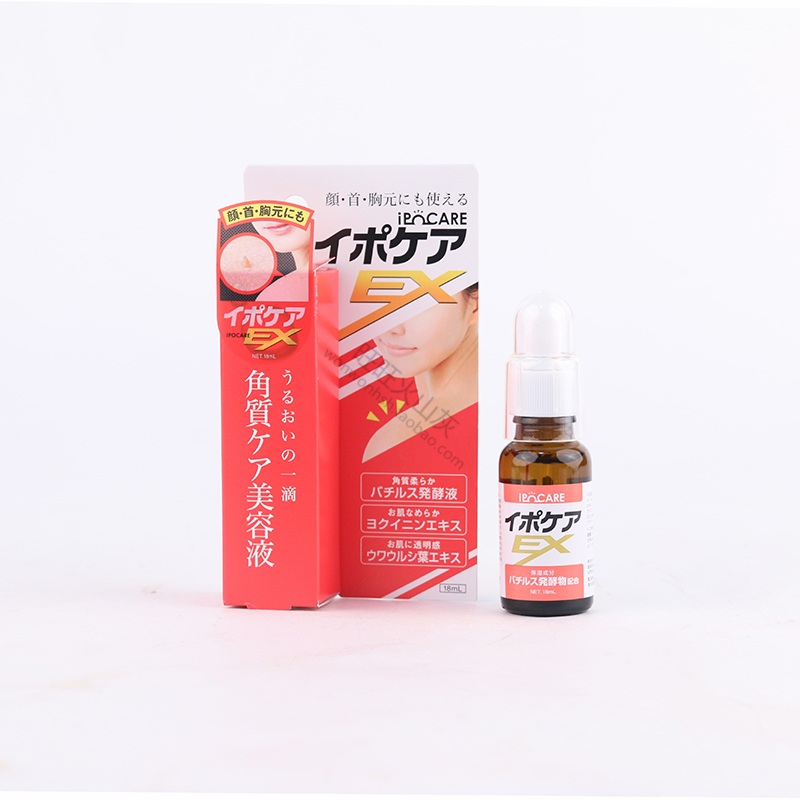 顔・首・胸元にも使える
iPOCARE
イポケア
EX
角質柔らか
バチルス発酵液
お肌なめらか
ヨクイニンエキス
お肌に透明感
ウワウルシ葉エキス
18mL
顔・首・胸元にも
イポケア
IPOCARE EX
NET.18mL
うるおいの一滴
角質ケア美容液
iPOCARE
イポケア
EX
保湿成分
バチルス発酵物配合
NET. 18mL
旺旺火山灰